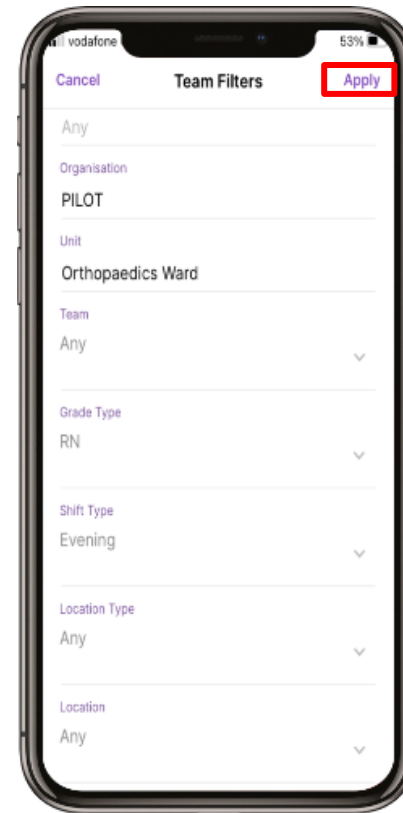 vodafone 53%
Cancel Team Filters Apply
Any
Organisation
PILOT
Unit
Orthopaedics Ward
Team
Any
Grade Type
RN
Shift Type
Evening
Location Type
Any
Location
Any